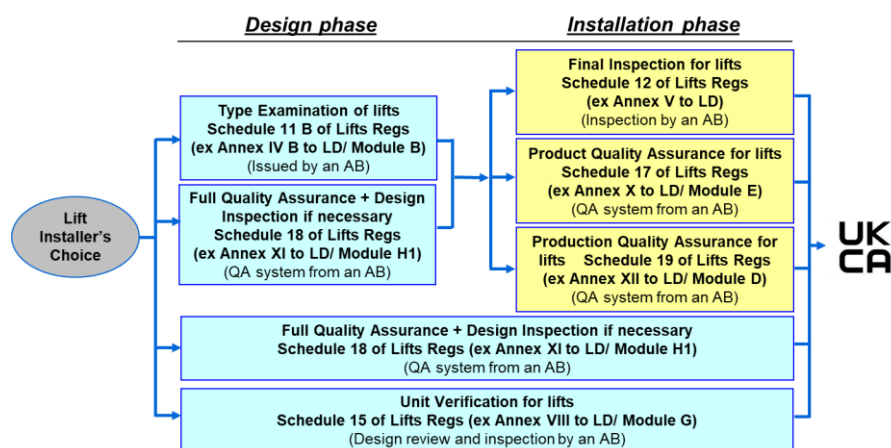 Design phase
Installation phase
Type Examination of lifts
Schedule 11 B of Lifts Regs
(ex Annex IV B to LD/ Module B)
(Issued by an AB)
Full Quality Assurance + Design
Inspection if necessary
Schedule 18 of Lifts Regs
(ex Annex XI to LD/ Module H1)
(QA system from an AB)
Lift
Installer's
Choice
Final Inspection for lifts
Schedule 12 of Lifts Regs
(ex Annex V to LD)
(Inspection by an AB)
Product Quality Assurance for lifts
Schedule 17 of Lifts Regs
(ex Annex X to LD/ Module E)
(QA system from an AB)
Production Quality Assurance for
lifts Schedule 19 of Lifts Regs
(ex Annex XII to LD/ Module D)
(QA system from an AB)
UK
CA
Full Quality Assurance + Design Inspection if necessary
Schedule 18 of Lifts Regs (ex Annex XI to LD/ Module H1)
(QA system from an AB)
Unit Verification for lifts
Schedule 15 of Lifts Regs (ex Annex VIII to LD/ Module G)
(Design review and inspection by an AB)